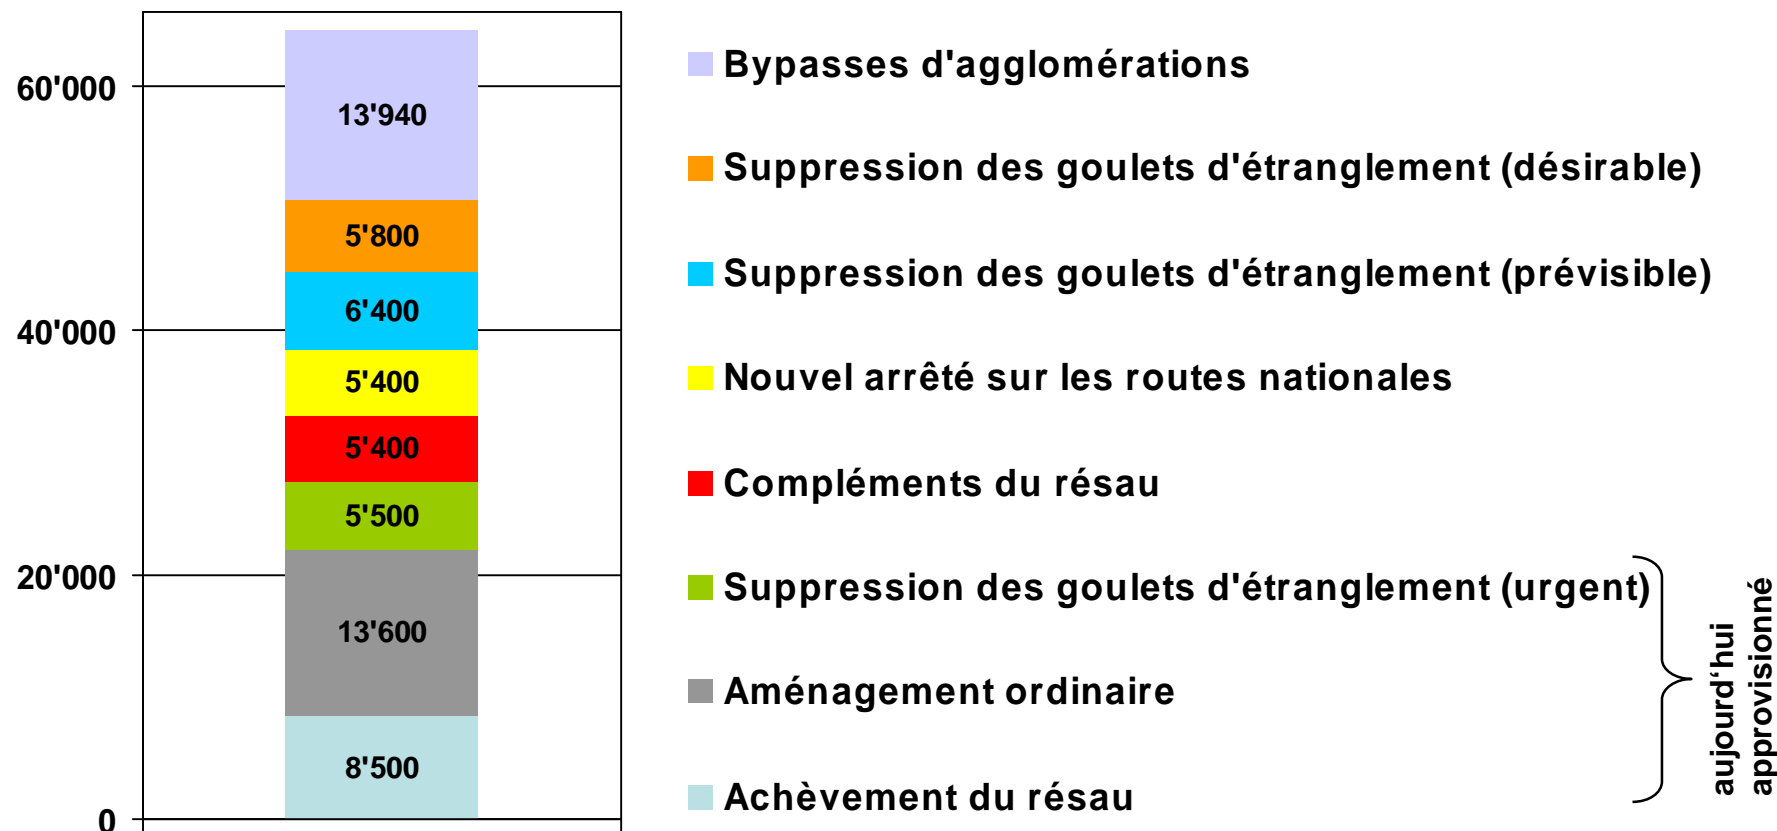 60'000
40'000
20'000
0
13'940
5'800
6'400
5'400
5'400
5'500
13'600
8'500
Bypasses d'agglomérations
Suppression des goulets d'étranglement (désirable)
Suppression des goulets d'étranglement (prévisible)
Nouvel arrêté sur les routes nationales
Compléments du résau
Suppression des goulets d'étranglement (urgent)
Aménagement ordinaire
Achèvement du résau
aujourd‘hui
approvisionné